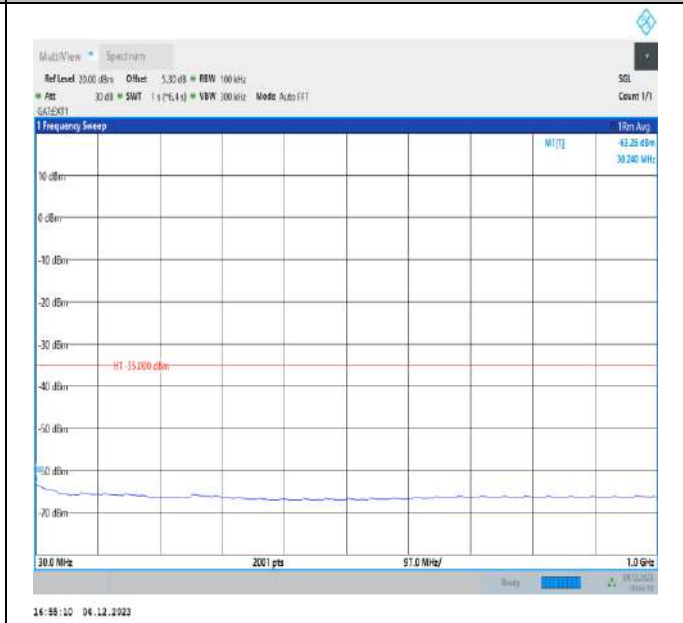 MultiView Spectrum
Ref Level 20.00 dBm Offset 5.30 dB RBW 100 kHz SGL
Att 30 dB SWT 1 s (~6.4 s) VBW 300 kHz Mode Auto FFT Count 1/1
GAT:EXT1
1 Frequency Sweep 1Rm Avg
M1[1] -63.26 dBm
30.240 MHz
10 dBm
0 dBm
-10 dBm
-20 dBm
-30 dBm
H1 -35.000 dBm
-40 dBm
-50 dBm
-60 dBm
-70 dBm
30.0 MHz 2001 pts 97.0 MHz/ 1.0 GHz
Ready 04.12.2023
16:55:10 04.12.2023